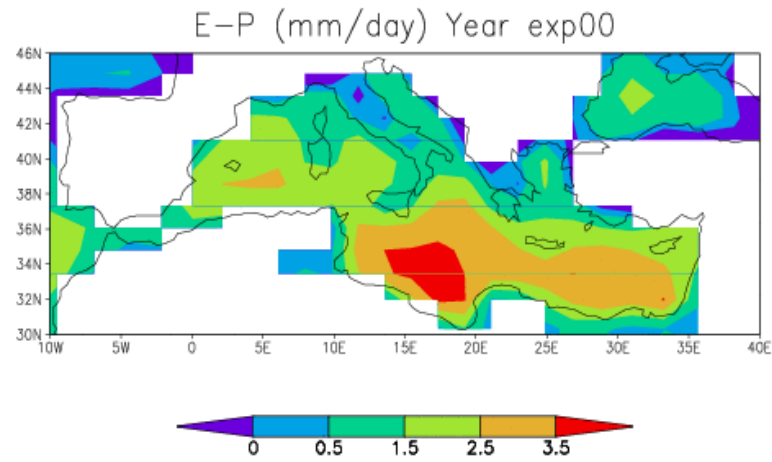 E-P (mm/day) Year exp00
46N
44N
42N
40N
38N
36N
34N
32N
30N
10W 5W 0 5E 10E 15E 20E 25E 30E 35E 40E
0 0.5 1.5 2.5 3.5